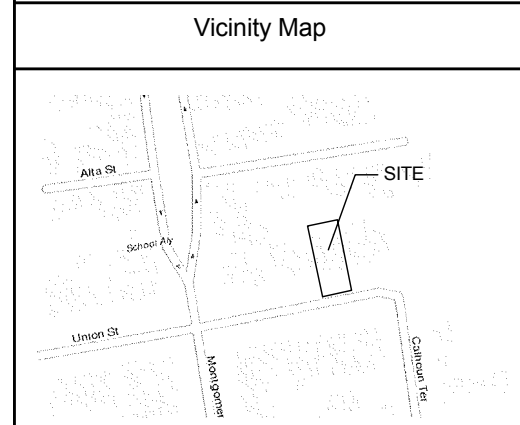 Vicinity Map
Alta St
SITE
School Aly
Union St
Montgomer
Calhoun Ter